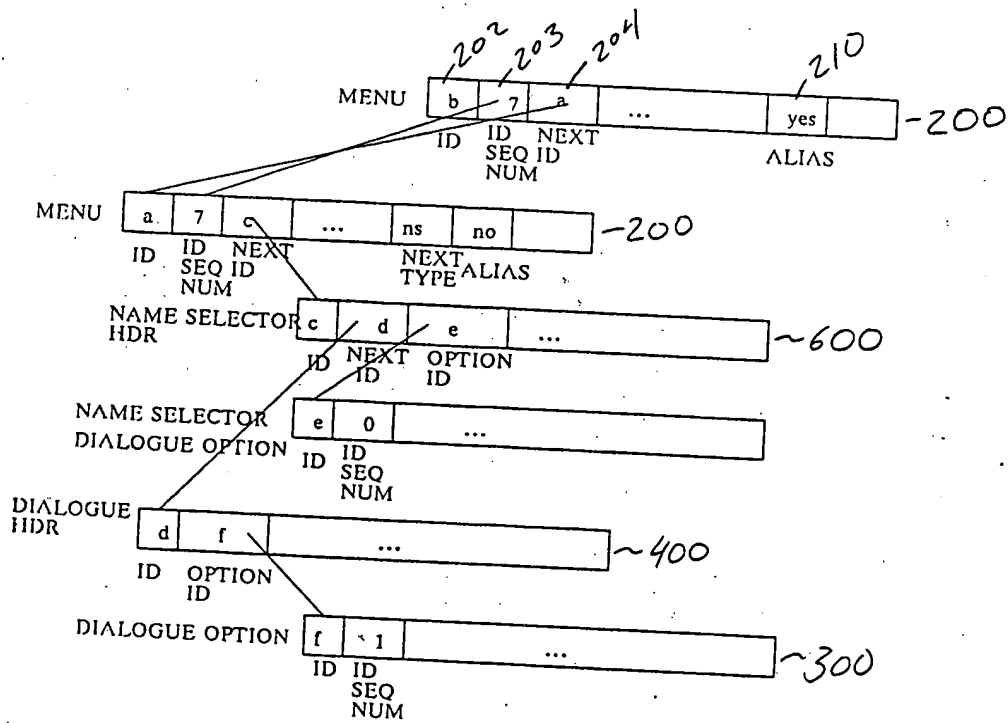 202 203 204 210
MENU b 7 a ... yes -200
ID ID NEXT ALIAS
SEQ ID
NUM
MENU a 7 c ... ns no -200
ID ID NEXT NEXT ALIAS
SEQ ID TYPE
NUM
NAME SELECTOR c d e ... ~600
HDR
ID NEXT OPTION
ID ID
NAME SELECTOR e 0 ...
DIALOGUE OPTION
ID ID
SEQ
NUM
DIALOGUE d f ... ~400
HDR
ID OPTION
ID
DIALOGUE OPTION f 1 ... ~300
ID ID
SEQ
NUM